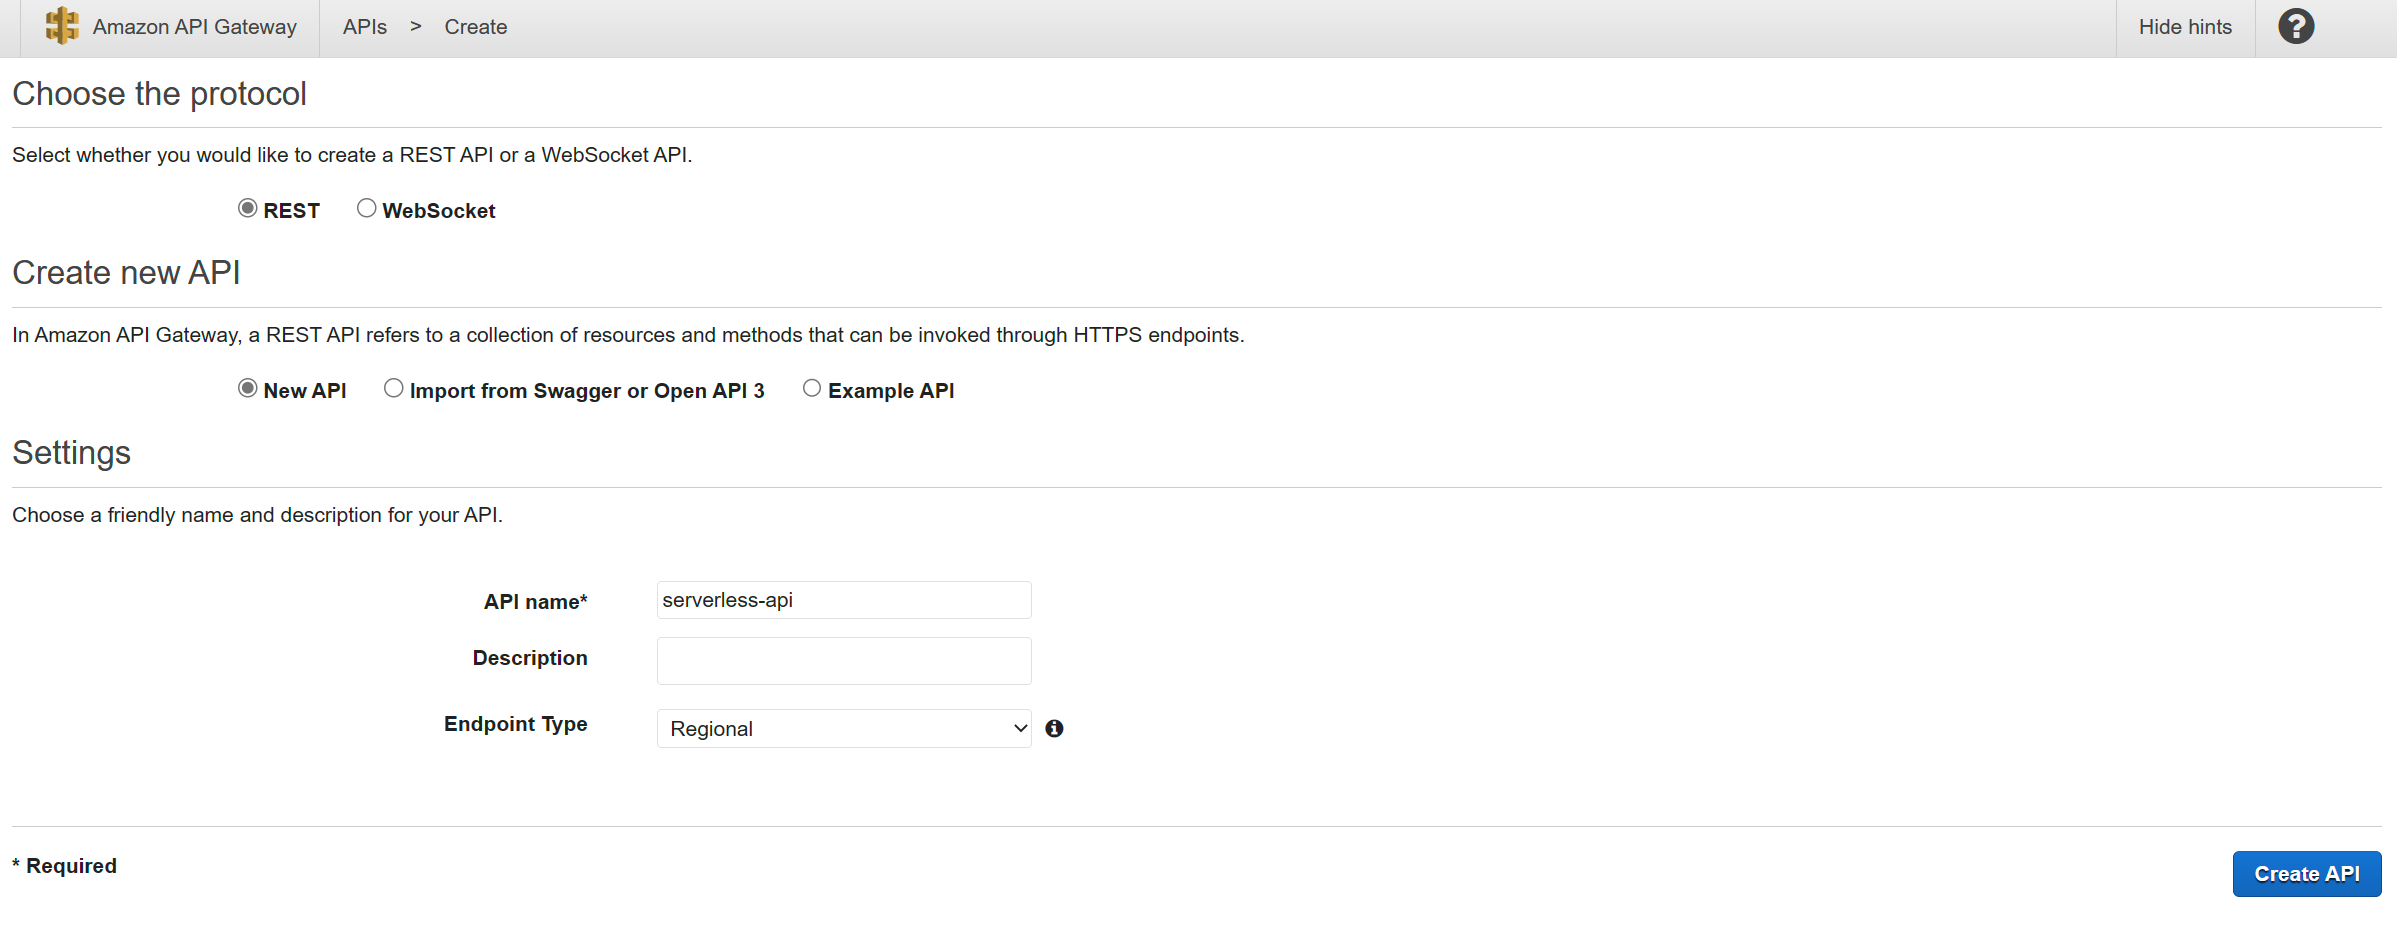 Amazon API Gateway APIs > Create Hide hints ?
Choose the protocol
Select whether you would like to create a REST API or a WebSocket API.
REST WebSocket
Create new API
In Amazon API Gateway, a REST API refers to a collection of resources and methods that can be invoked through HTTPS endpoints.
New API Import from Swagger or Open API 3 Example API
Settings
Choose a friendly name and description for your API.
API name* serverless-api
Description
Endpoint Type Regional
* Required
Create API